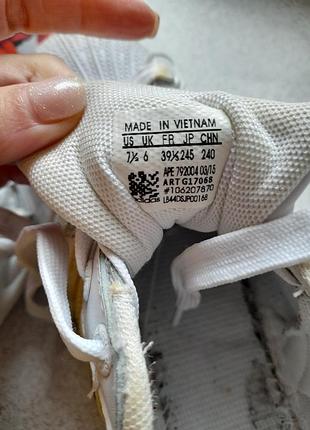 MADE IN VIETNAM
US UK FR JP CHN
7½ 6 39⅓ 245 240
APE 792004 03/15
ART G17068
#106207870
LB44DSJP00168